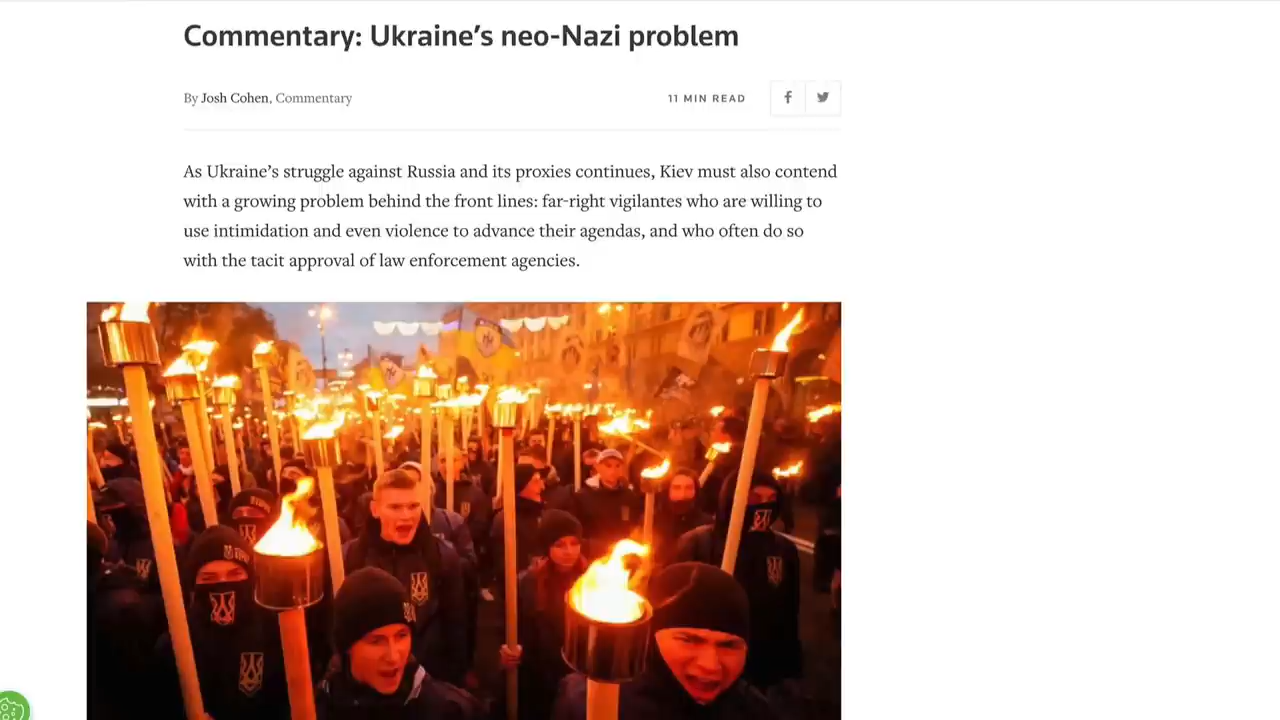 Commentary: Ukraine’s neo-Nazi problem
By Josh Cohen, Commentary
11 MIN READ
As Ukraine’s struggle against Russia and its proxies continues, Kiev must also contend
with a growing problem behind the front lines: far-right vigilantes who are willing to
use intimidation and even violence to advance their agendas, and who often do so
with the tacit approval of law enforcement agencies.